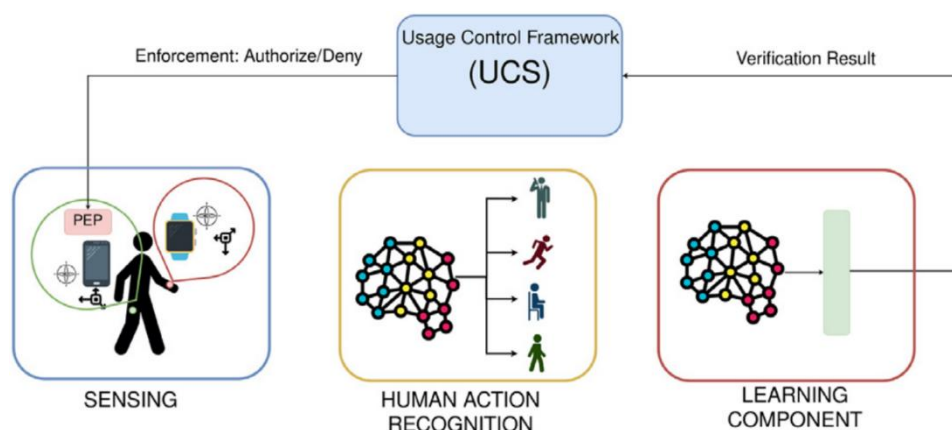 Usage Control Framework
(UCS)
Enforcement: Authorize/Deny
Verification Result
PEP
SENSING
HUMAN ACTION
RECOGNITION
LEARNING
COMPONENT